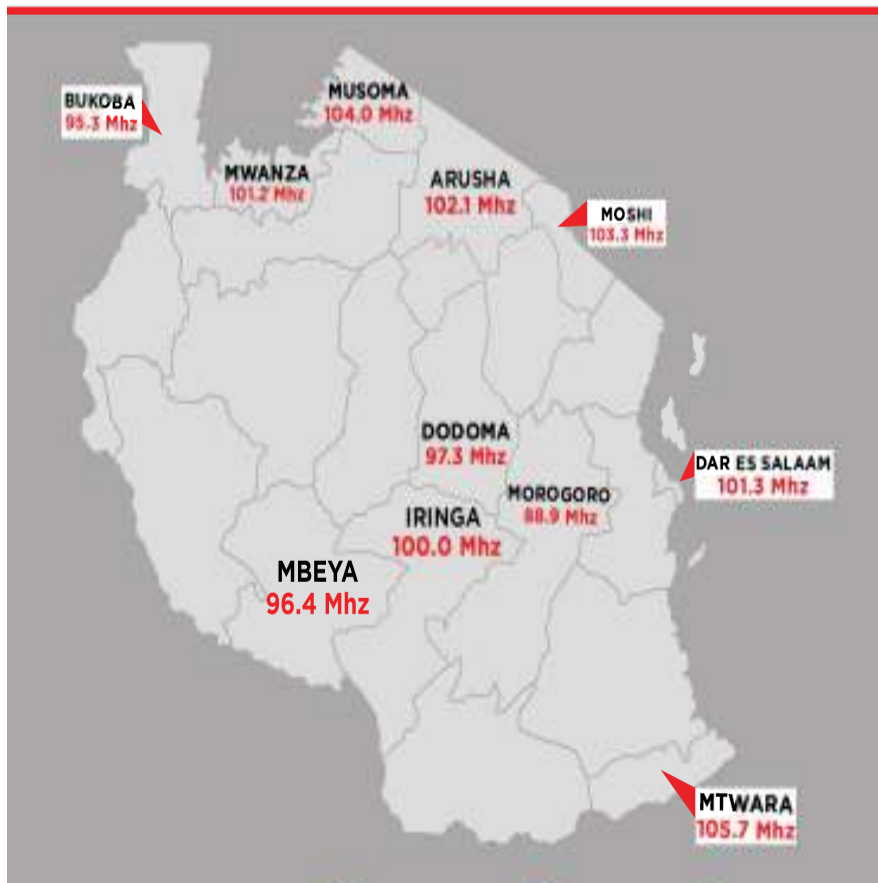 MUSOMA
104.0 Mhz
BUKOBA
95.3 Mhz
MWANZA
101.2 Mhz
ARUSHA
102.1 Mhz
MOSHI
103.3 Mhz
DODOMA
97.3 Mhz
DAR ES SALAAM
101.3 Mhz
MOROGORO
88.9 Mhz
IRINGA
100.0 Mhz
MBEYA
96.4 Mhz
MTWARA
105.7 Mhz